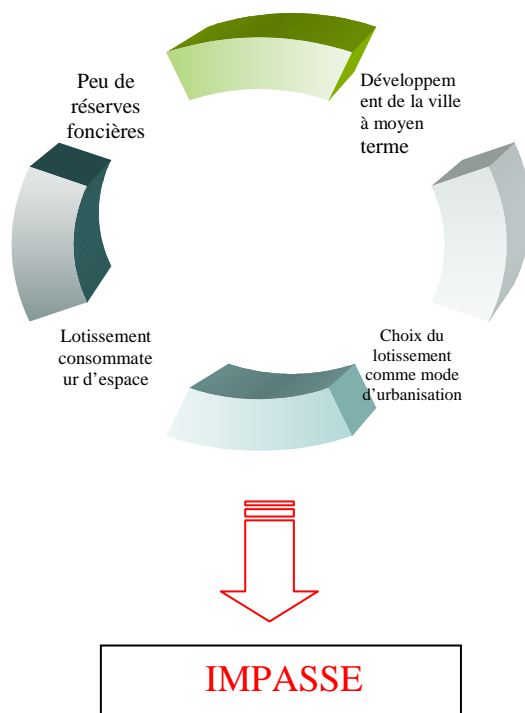 Peu de
réserves
foncières
Développem
ent de la ville
à moyen
terme
Lotissement
consommate
ur d'espace
Choix du
lotissement
comme mode
d'urbanisation
IMPASSE